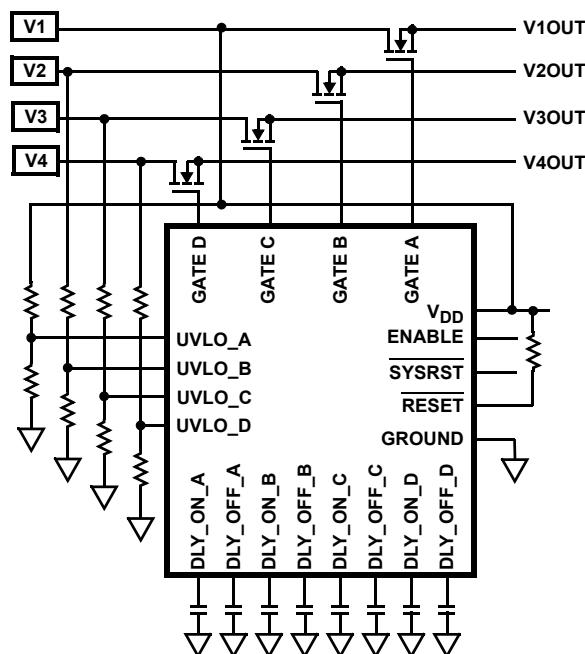 V1
V1OUT
V2
V2OUT
V3
V3OUT
V4
V4OUT
GATE D
GATE C
GATE B
GATE A
VDD
ENABLE
SYSRST
RESET
GROUND
UVLO_A
UVLO_B
UVLO_C
UVLO_D
DLY_ON_A
DLY_OFF_A
DLY_ON_B
DLY_OFF_B
DLY_ON_C
DLY_OFF_C
DLY_ON_D
DLY_OFF_D